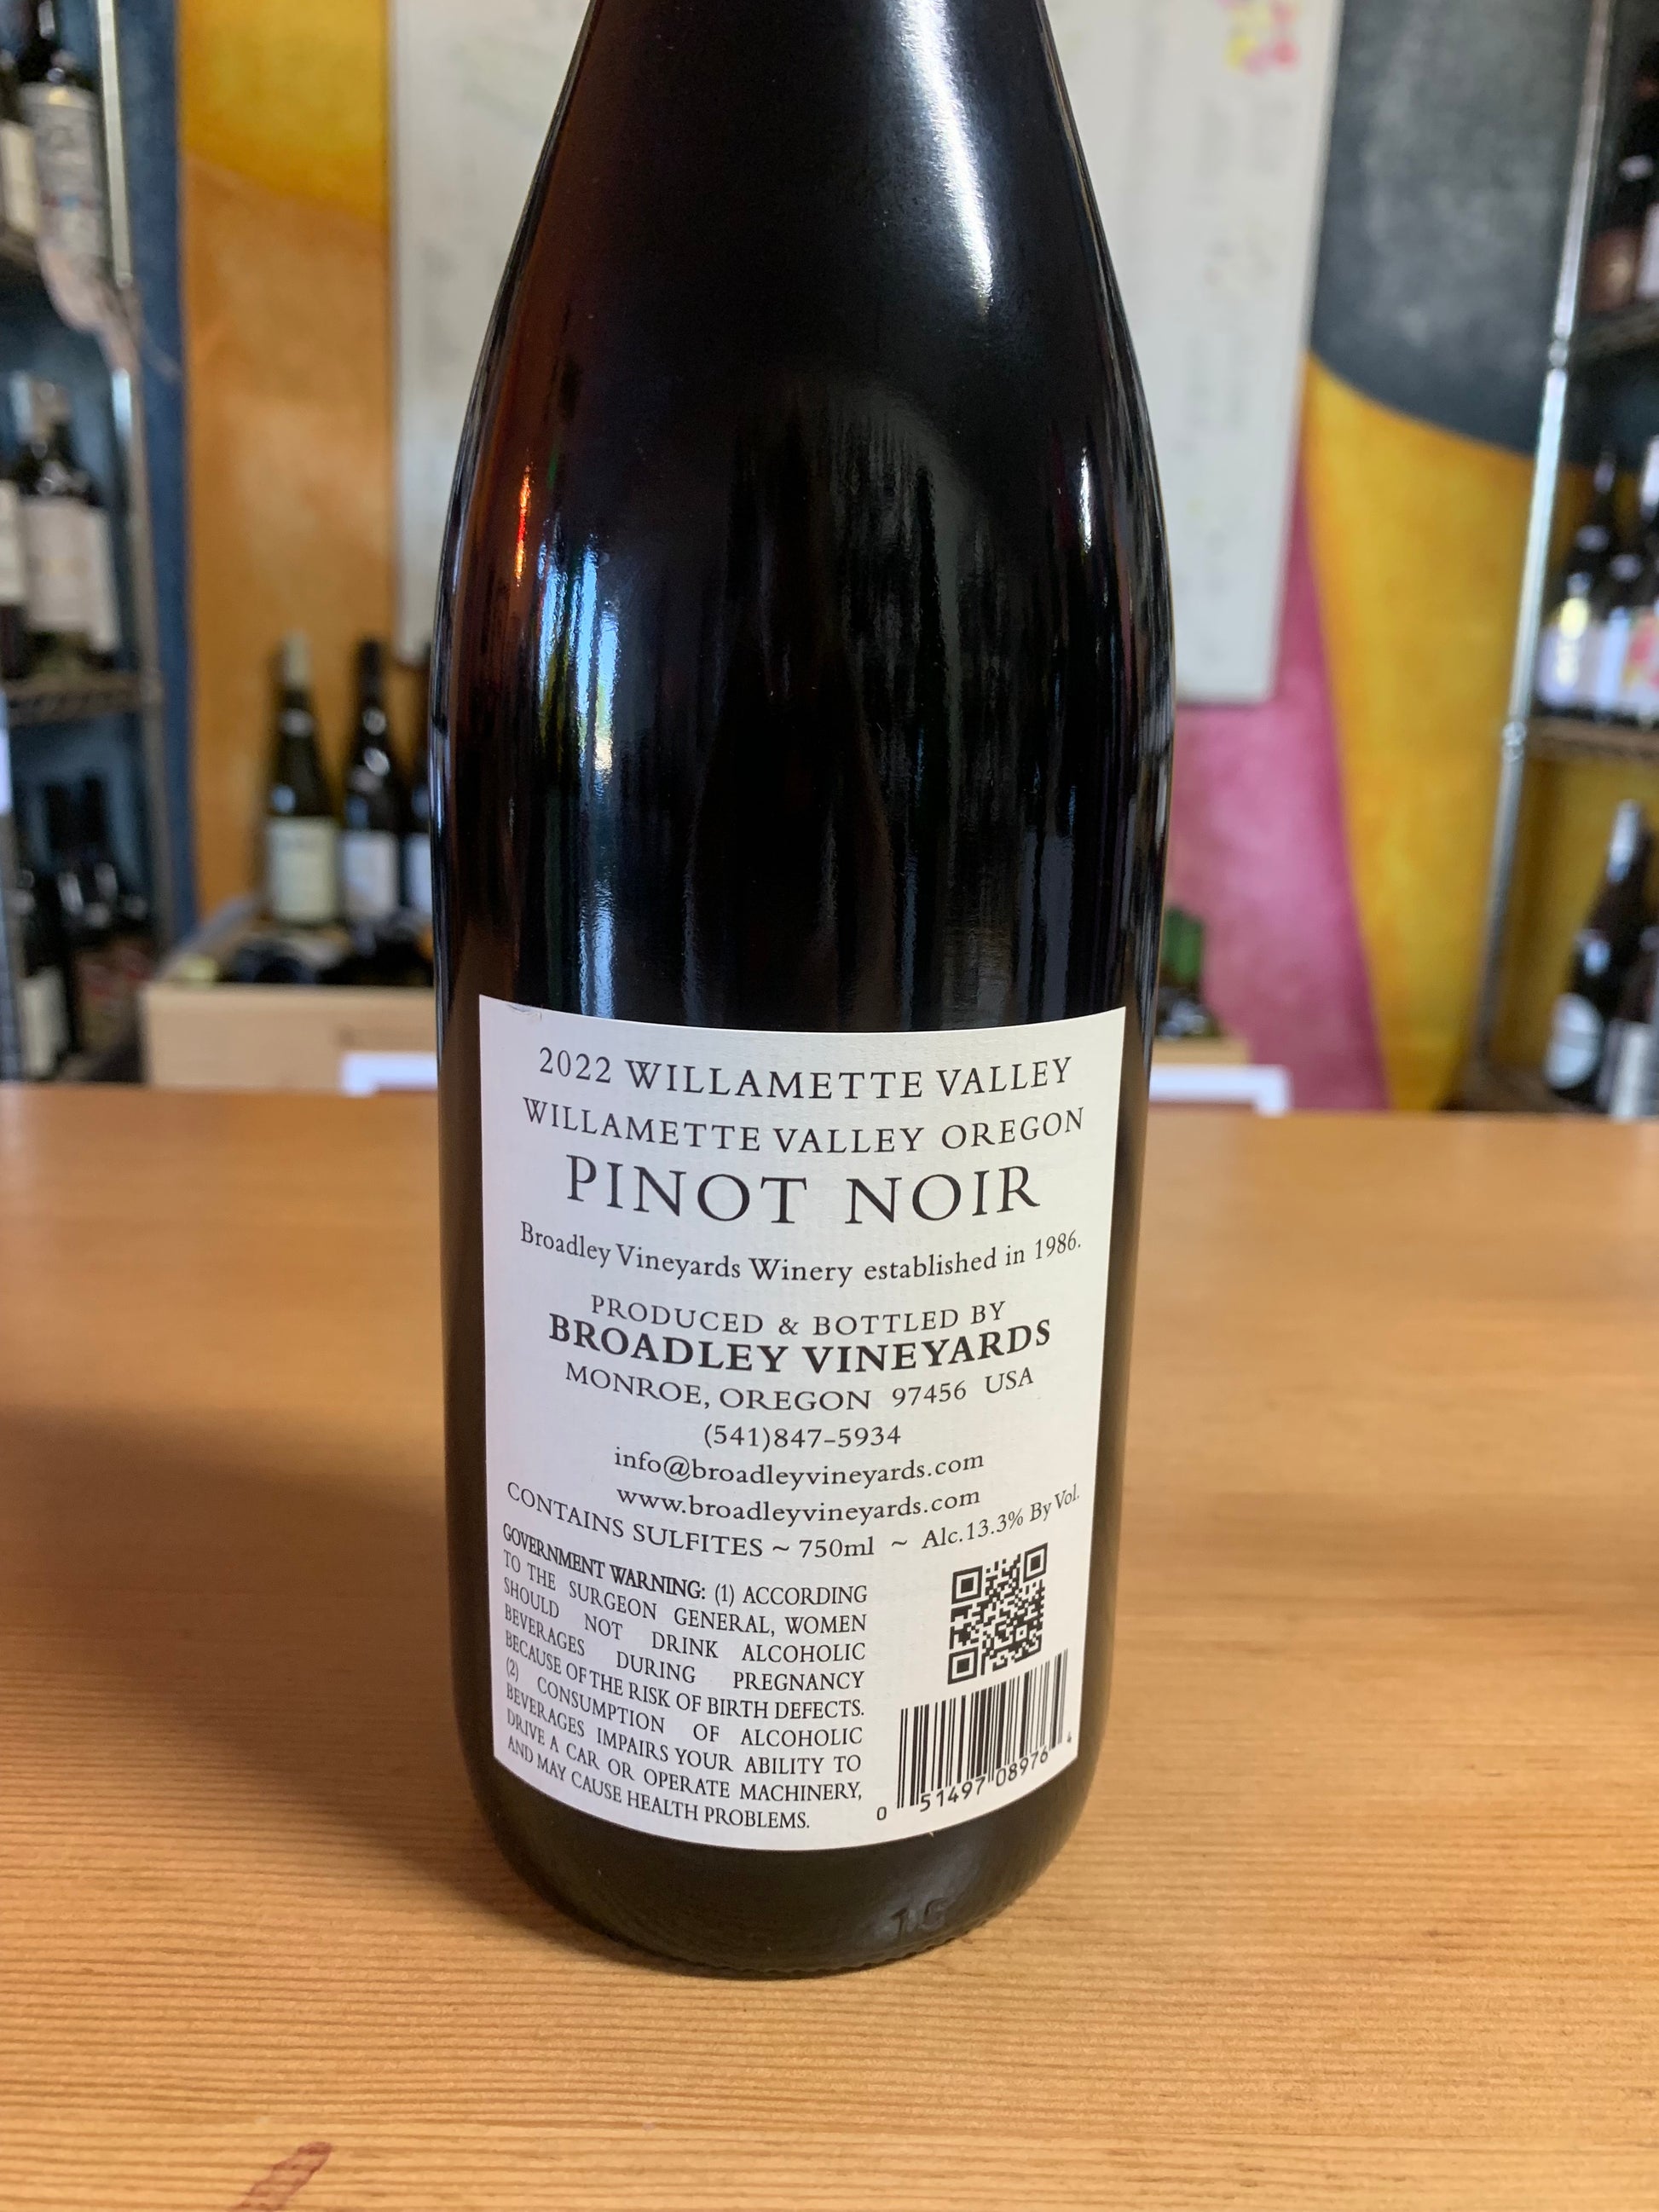 2022 WILLAMETTE VALLEY
WILLAMETTE VALLEY OREGON
PINOT NOIR
Broadley Vineyards Winery established in 1986.
PRODUCED & BOTTLED BY
BROADLEY VINEYARDS
MONROE, OREGON 97456 USA
(541)847-5934
info@broadleyvineyards.com
www.broadleyvineyards.com
CONTAINS SULFITES ~ 750ml ~ Alc.13.3% By Vol.
GOVERNMENT WARNING: (1) ACCORDING
TO THE SURGEON GENERAL, WOMEN
SHOULD NOT DRINK ALCOHOLIC
BEVERAGES DURING PREGNANCY
BECAUSE OF THE RISK OF BIRTH DEFECTS.
(2) CONSUMPTION OF ALCOHOLIC
BEVERAGES IMPAIRS YOUR ABILITY TO
DRIVE A CAR OR OPERATE MACHINERY,
AND MAY CAUSE HEALTH PROBLEMS.
0 51497 08976 4